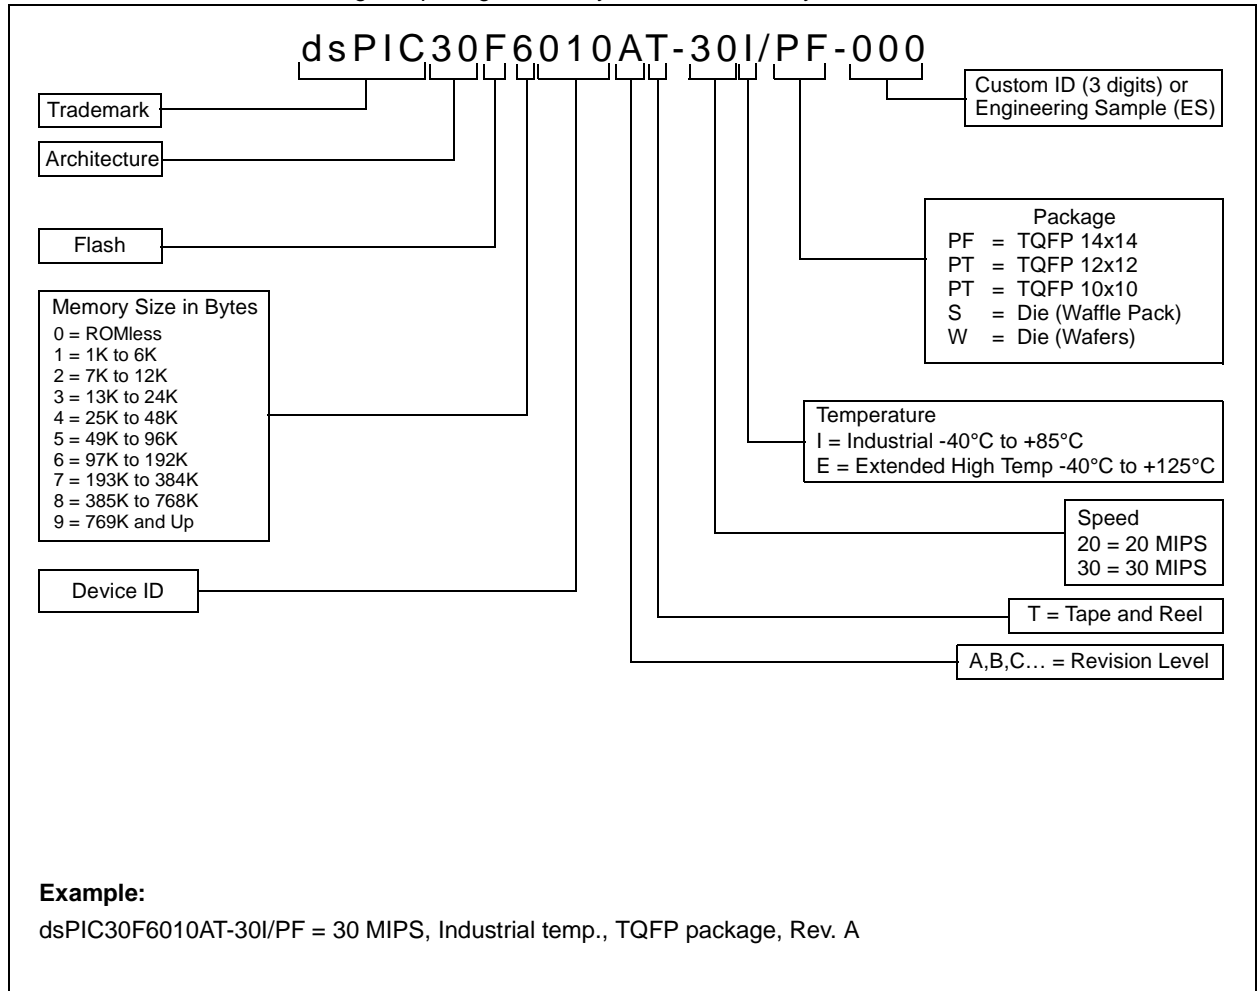 dsPIC30F6010AT-30I/PF-000
Trademark
Architecture
Flash
Memory Size in Bytes
0 = ROMless
1 = 1K to 6K
2 = 7K to 12K
3 = 13K to 24K
4 = 25K to 48K
5 = 49K to 96K
6 = 97K to 192K
7 = 193K to 384K
8 = 385K to 768K
9 = 769K and Up
Device ID
Custom ID (3 digits) or
Engineering Sample (ES)
Package
PF = TQFP 14x14
PT = TQFP 12x12
PT = TQFP 10x10
S = Die (Waffle Pack)
W = Die (Wafers)
Temperature
I = Industrial -40°C to +85°C
E = Extended High Temp -40°C to +125°C
Speed
20 = 20 MIPS
30 = 30 MIPS
T = Tape and Reel
A,B,C… = Revision Level
Example:
dsPIC30F6010AT-30I/PF = 30 MIPS, Industrial temp., TQFP package, Rev. A